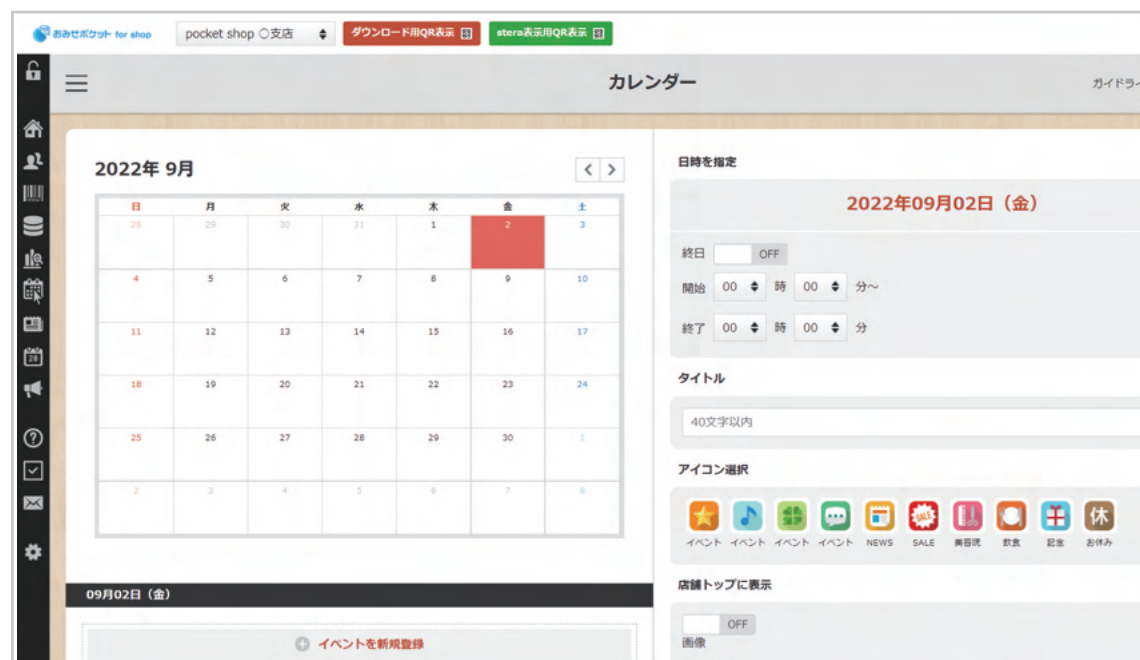 おみせポケット for shop
pocket shop 〇支店
ダウンロード用QR表示
stera表示用QR表示
カレンダー
ガイドライ
2022年 9月
< >
日 月 火 水 木 金 土
28 29 30 31 1 2 3
4 5 6 7 8 9 10
11 12 13 14 15 16 17
18 19 20 21 22 23 24
25 26 27 28 29 30 1
2 3 4 5 6 7 8
09月02日（金）
イベントを新規登録
日時を指定
2022年09月02日（金）
終日 OFF
開始 00 時 00 分～
終了 00 時 00 分
タイトル
40文字以内
アイコン選択
SALE 休
イベント イベント イベント イベント NEWS SALE 美容院 飲食 記念 お休み
店舗トップに表示
OFF
画像
28